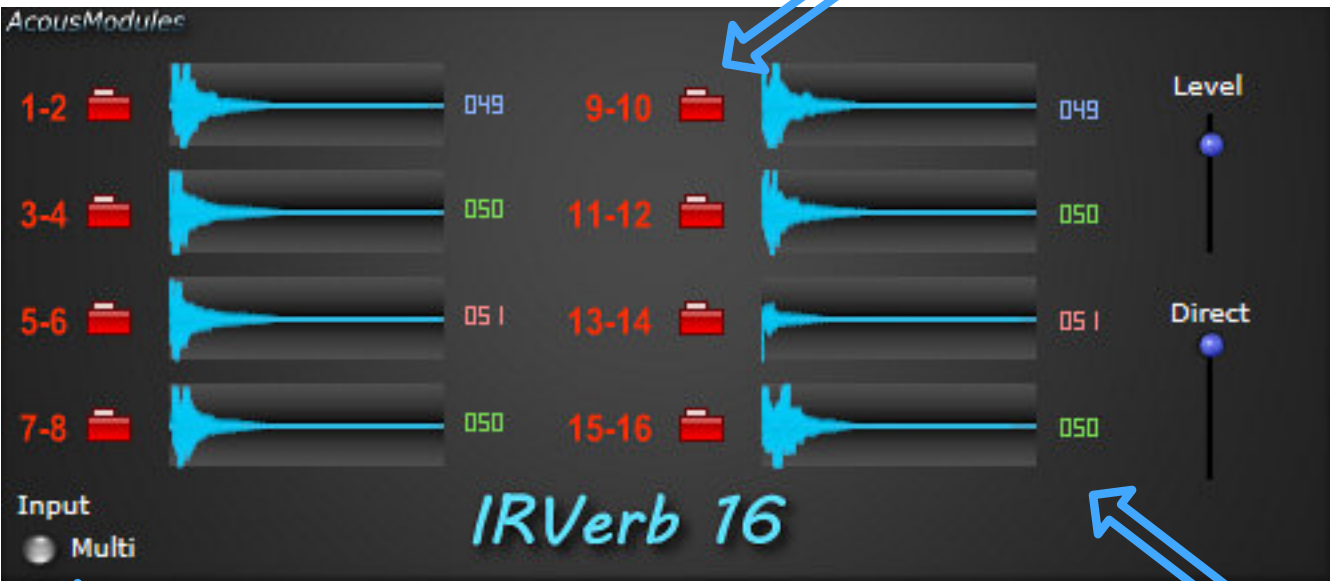 AcousModules
1-2 049 9-10 049 Level
3-4 050 11-12 050
5-6 051 13-14 051 Direct
7-8 050 15-16 050
Input
Multi
IRVerb 16